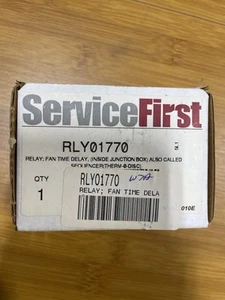 ServiceFirst
RLY01770
RELAY; FAN TIME DELAY, (INSIDE JUNCTION BOX) ALSO CALLED
SEQUENCER(THERM-O-DISC)
QTY
1
RLY01770
RELAY; FAN TIME DELA
010E